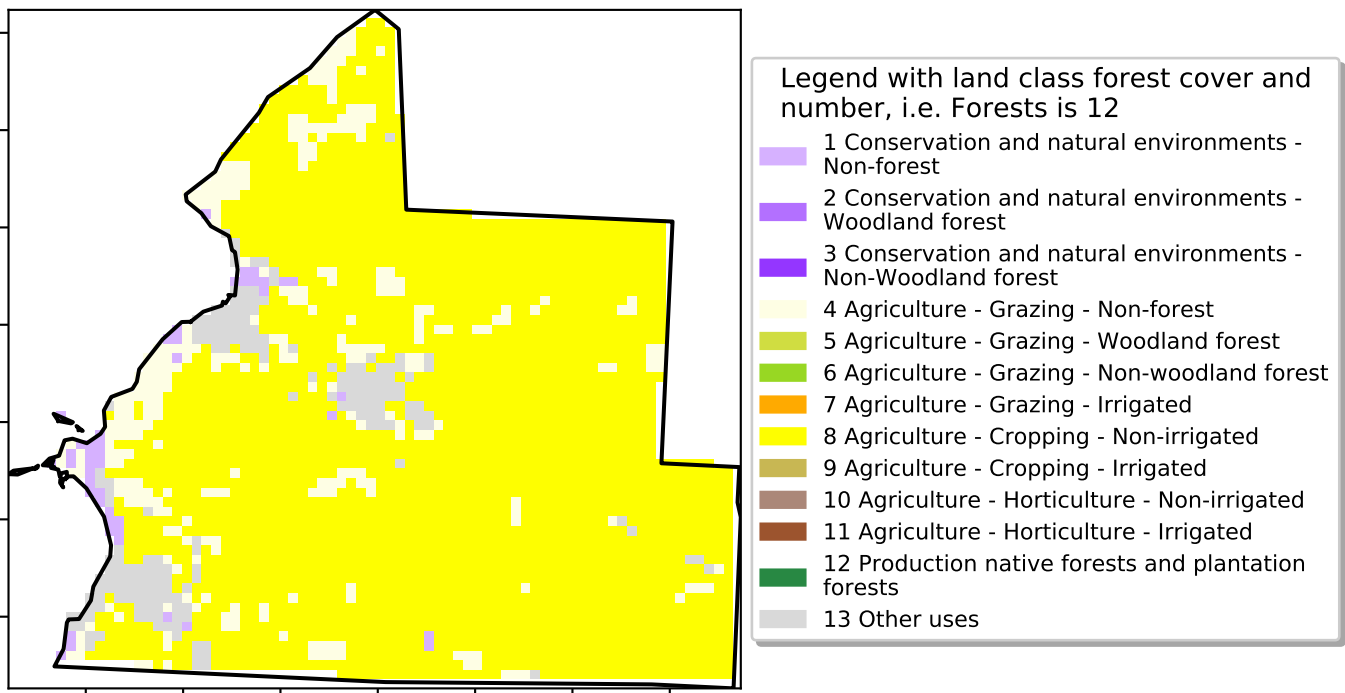 Legend with land class forest cover and
number, i.e. Forests is 12
1 Conservation and natural environments -
Non-forest
2 Conservation and natural environments -
Woodland forest
3 Conservation and natural environments -
Non-Woodland forest
4 Agriculture - Grazing - Non-forest
5 Agriculture - Grazing - Woodland forest
6 Agriculture - Grazing - Non-woodland forest
7 Agriculture - Grazing - Irrigated
8 Agriculture - Cropping - Non-irrigated
9 Agriculture - Cropping - Irrigated
10 Agriculture - Horticulture - Non-irrigated
11 Agriculture - Horticulture - Irrigated
12 Production native forests and plantation
forests
13 Other uses